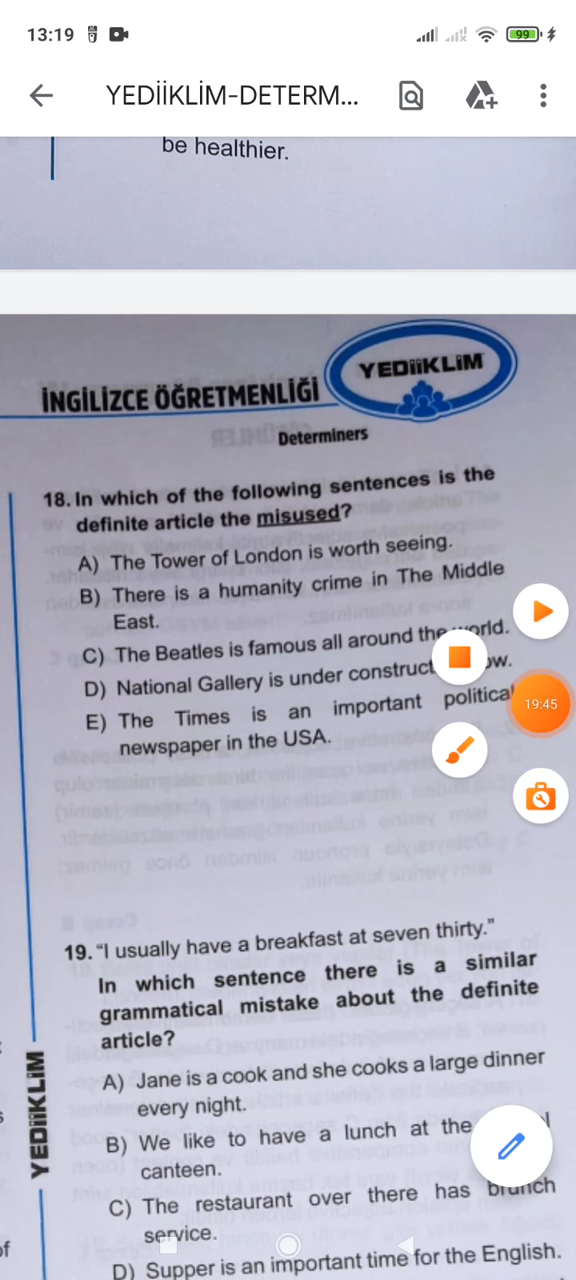 13:19
99
YEDİİKLİM-DETERM...
be healthier.
İNGİLİZCE ÖĞRETMENLİĞİ
YEDİİKLİM
Determiners
18. In which of the following sentences is the
definite article the misused?
A) The Tower of London is worth seeing.
B) There is a humanity crime in The Middle
East.
C) The Beatles is famous all around the world.
D) National Gallery is under
E) The Times is an important political
newspaper in the USA.
19:45
19. “I usually have a breakfast at seven thirty.”
In which sentence there is a similar
grammatical mistake about the definite
article?
A) Jane is a cook and she cooks a large dinner
every night.
B) We like to have a lunch at the
canteen.
C) The restaurant over there has brunch
service.
D) Supper is an important time for the English.
YEDİİKLİM